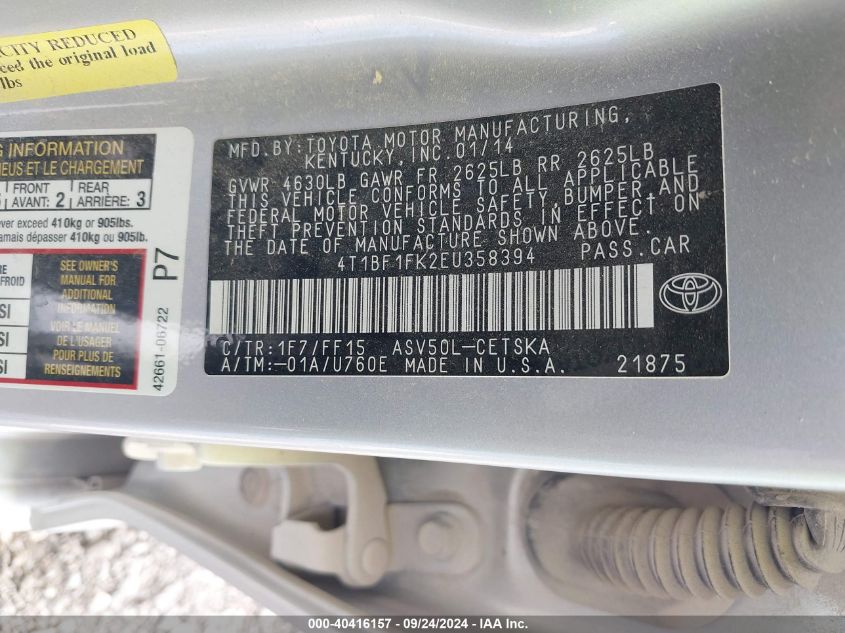 CITY REDUCED
the original load
lbs
INFORMATION
NEUS ET LE CHARGEMENT
FRONT
AVANT: 2
REAR
ARRIÈRE: 3
exceed 410kg or 905lbs.
jamais dépasser 410kg ou 905lb.
SEE OWNER'S
MANUAL FOR
ADDITIONAL
INFORMATION
VOIR LE MANUEL
DE L'USAGER
POUR PLUS DE
RENSEIGNEMENTS
P7
42661-06722
MFD.BY:TOYOTA MOTOR MANUFACTURING,
KENTUCKY,INC.01/14
GVWR 4630LB GAWR FR 2625LB RR 2625LB
THIS VEHICLE CONFORMS TO ALL APPLICABLE
FEDERAL MOTOR VEHICLE SAFETY,BUMPER AND
THEFT PREVENTION STANDARDS IN EFFECT ON
THE DATE OF MANUFACTURE SHOWN ABOVE.
4T1BF1FK2EU358394 PASS.CAR
C/TR:1F7/FF15 ASV50L-CETSKA
A/TM:-01A/U760E MADE IN U.S.A. 21875
000-40416157 - 09/24/2024 - IAA Inc.